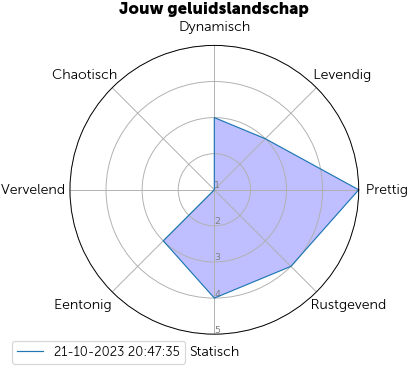 Jouw geluidslandschap
Dynamisch
Chaotisch
Levendig
Vervelend
1
Prettig
2
3
4
Eentonig
Rustgevend
5
21-10-2023 20:47:35
Statisch